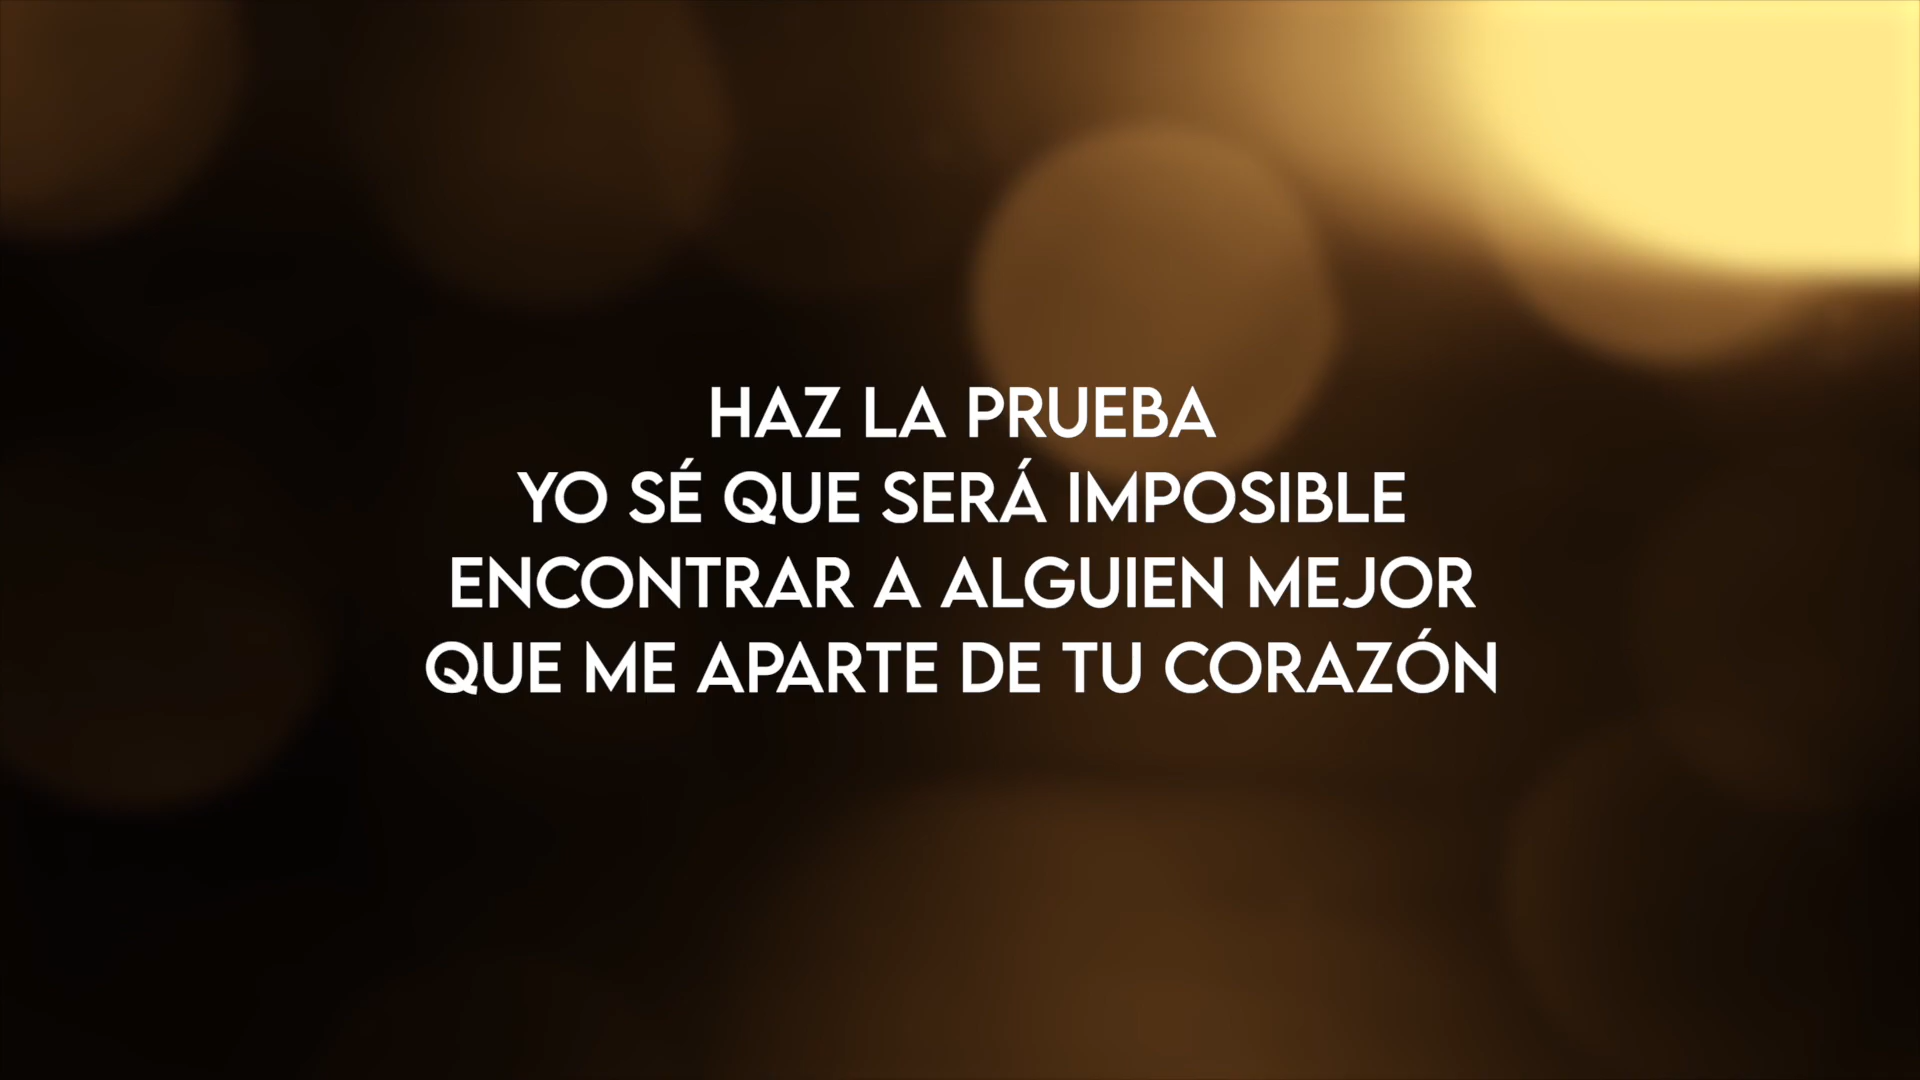 HAZ LA PRUEBA
YO SÉ QUE SERÁ IMPOSIBLE
ENCONTRAR A ALGUIEN MEJOR
QUE ME APARTE DE TU CORAZÓN